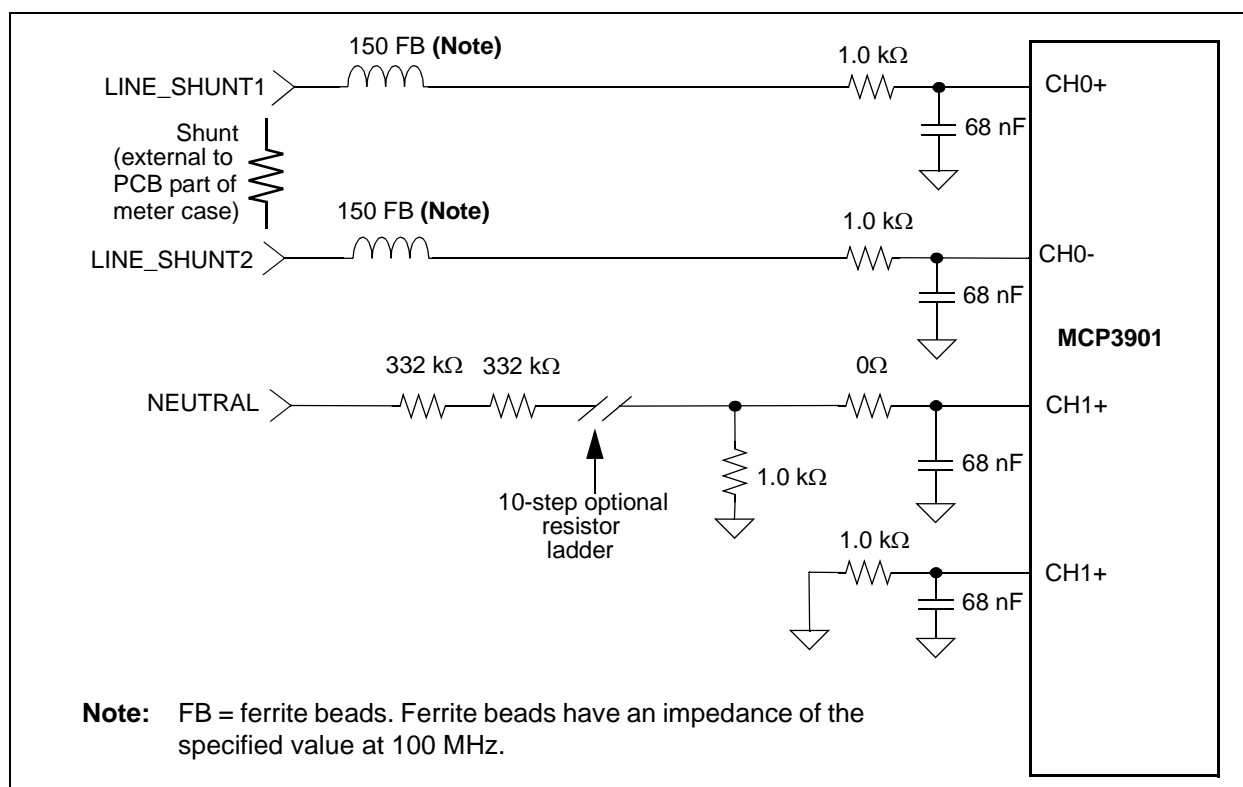 150 FB (Note)
1.0 kΩ
LINE_SHUNT1
CH0+
68 nF
Shunt
(external to
PCB part of
meter case)
150 FB (Note)
1.0 kΩ
LINE_SHUNT2
CH0-
68 nF
MCP3901
332 kΩ
332 kΩ
0Ω
NEUTRAL
CH1+
68 nF
1.0 kΩ
10-step optional
resistor
ladder
1.0 kΩ
CH1+
68 nF
Note: FB = ferrite beads. Ferrite beads have an impedance of the
specified value at 100 MHz.